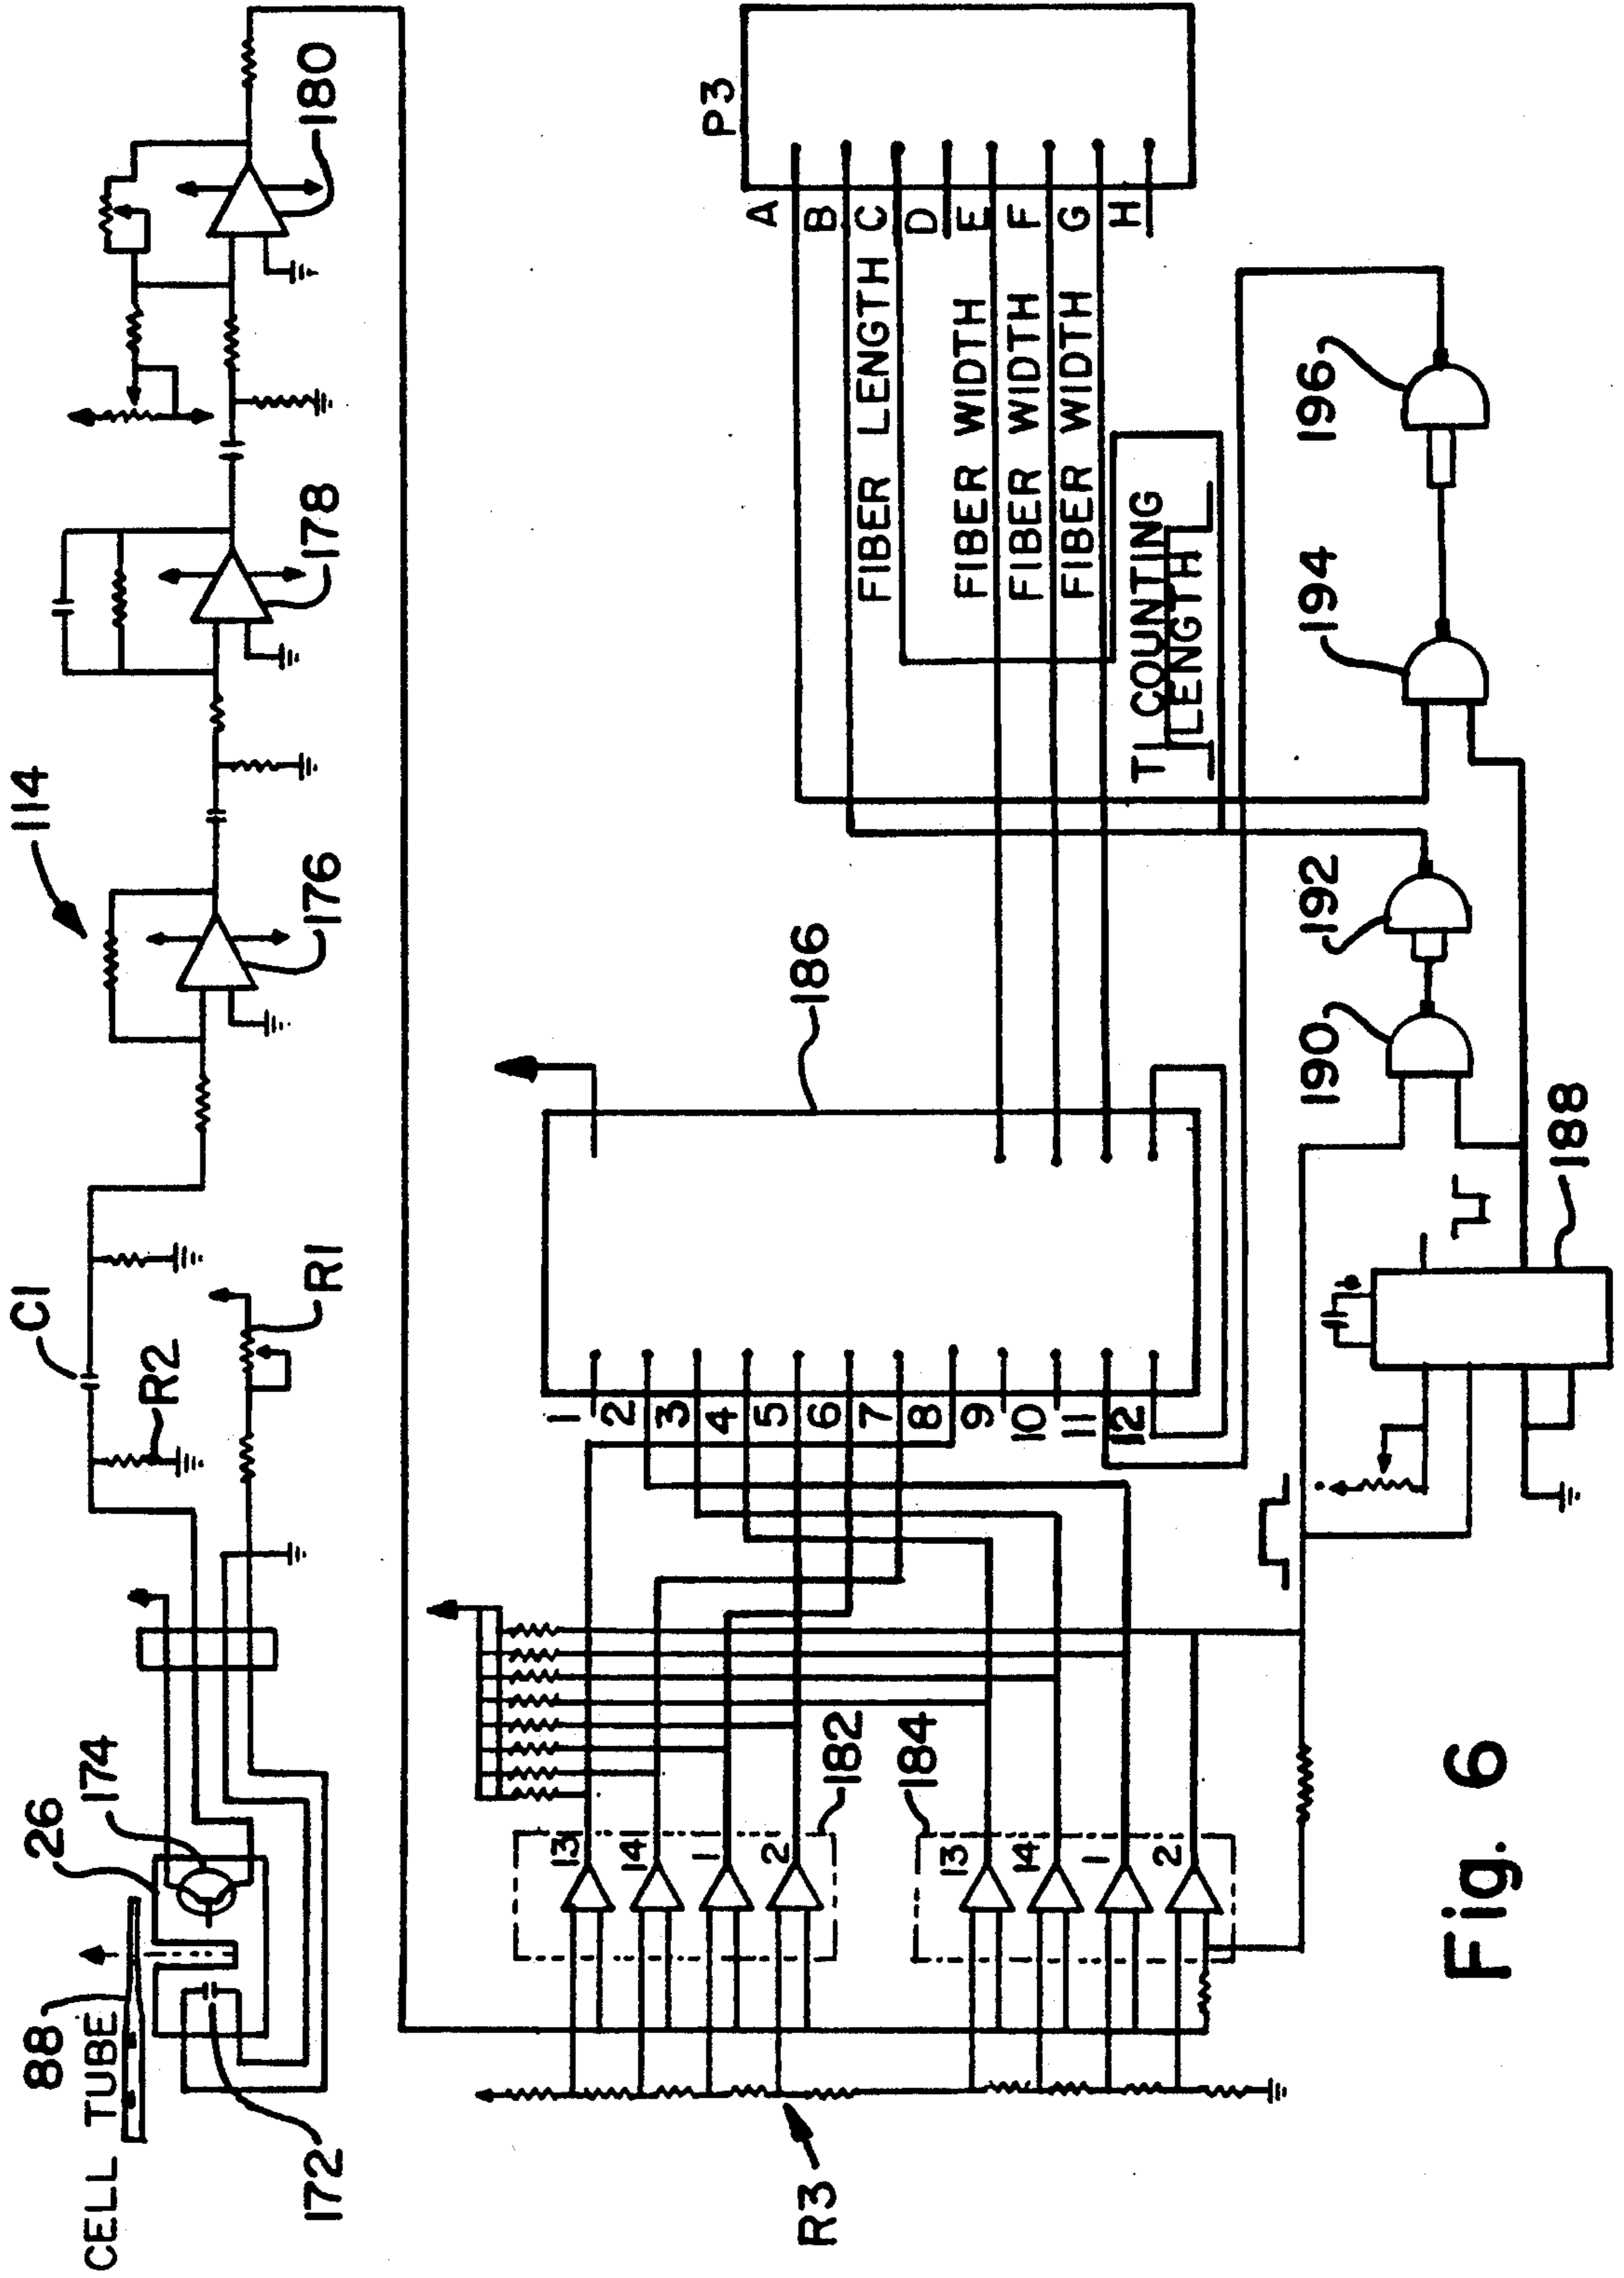 CELL TUBE
88
26
174
172
R2
C1
R1
114
176
178
180
R3
182
13
14
1
2
184
13
14
1
2
1
2
3
4
5
6
7
8
9
10
11
12
186
P3
A
B
FIBER LENGTH C
D
FIBER WIDTH E
FIBER WIDTH F
FIBER WIDTH G
H
T1 COUNTING
LENGTH
188
190
192
194
196
Fig. 6